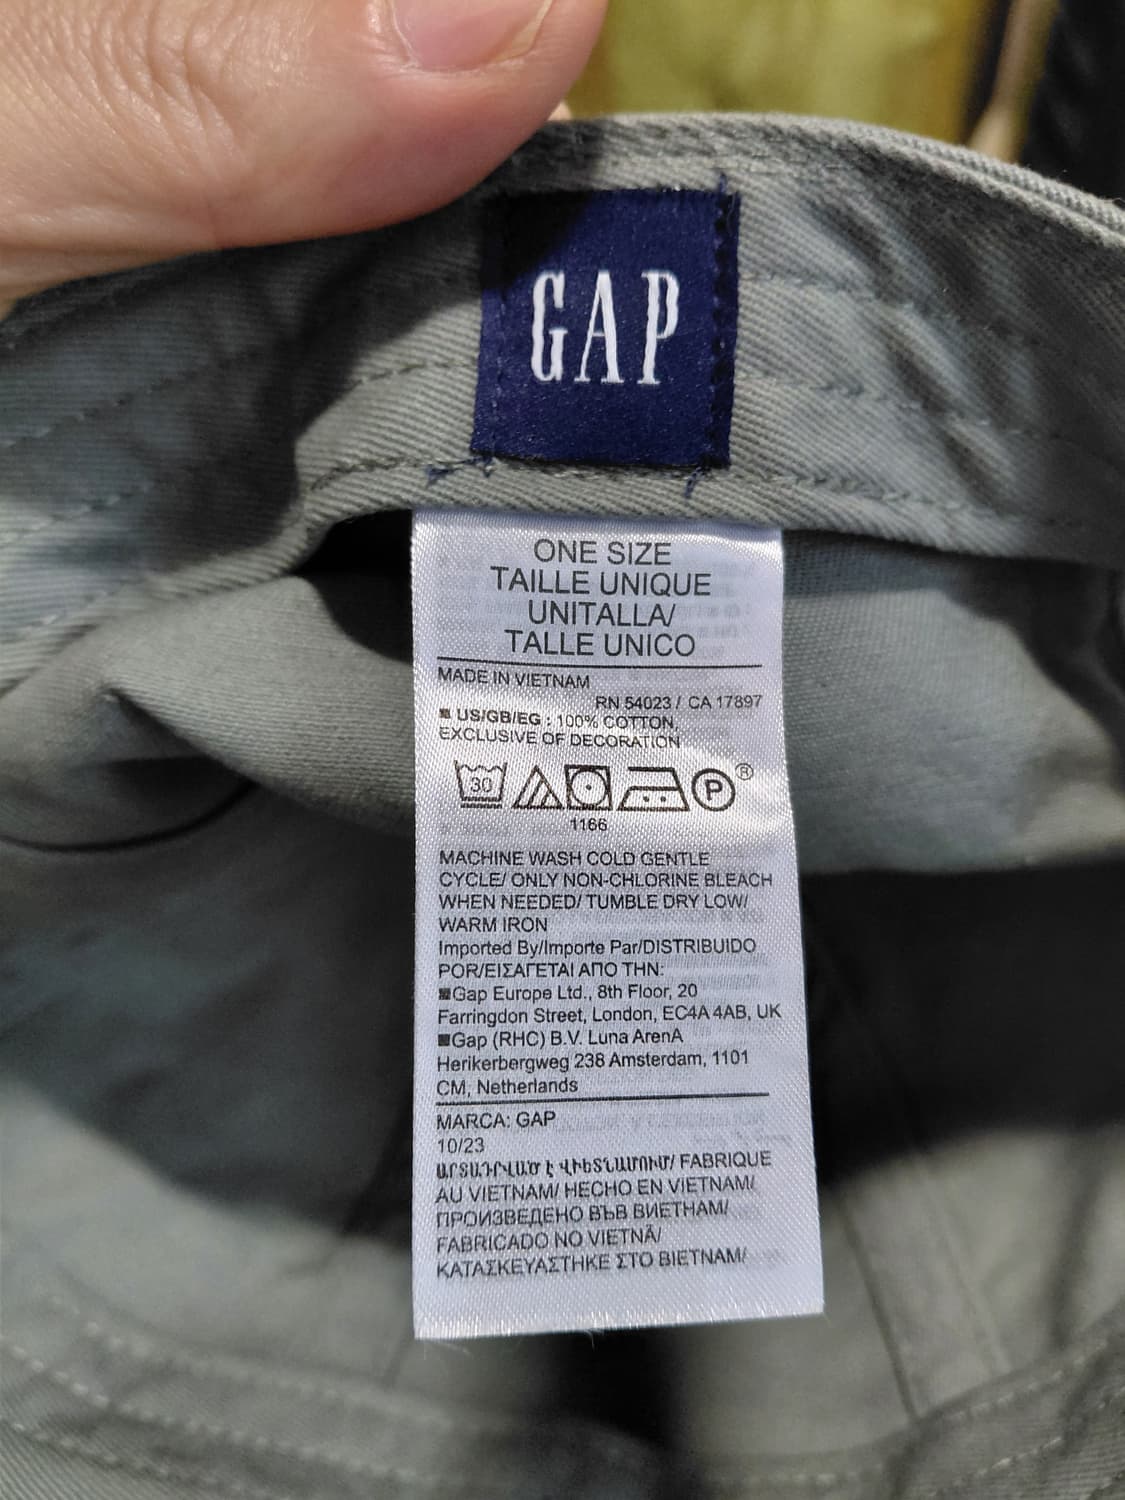 GAP
ONE SIZE
TAILLE UNIQUE
UNITALLA/
TALLE UNICO
MADE IN VIETNAM
RN 54023 / CA 17897
US/GB/EG : 100% COTTON,
EXCLUSIVE OF DECORATION
30 P ®
1166
MACHINE WASH COLD GENTLE
CYCLE/ ONLY NON-CHLORINE BLEACH
WHEN NEEDED/ TUMBLE DRY LOW/
WARM IRON
Imported By/Importe Par/DISTRIBUIDO
POR/ΕΙΣΑΓΕΤΑΙ ΑΠΟ ΤΗΝ:
Gap Europe Ltd., 8th Floor, 20
Farringdon Street, London, EC4A 4AB, UK
Gap (RHC) B.V. Luna ArenA
Herikerbergweg 238 Amsterdam, 1101
CM, Netherlands
MARCA: GAP
10/23
ԱՐՏԱԴՐՎԱԾ է ՎԻԵՏՆԱՄՈՒՄ/ FABRIQUE
AU VIETNAM/ HECHO EN VIETNAM/
ПРОИЗВЕДЕНО ВЪВ ВИЕТНАМ/
FABRICADO NO VIETNÃ/
ΚΑΤΑΣΚΕΥΑΣΤΗΚΕ ΣΤΟ ΒΙΕΤΝΑΜ/